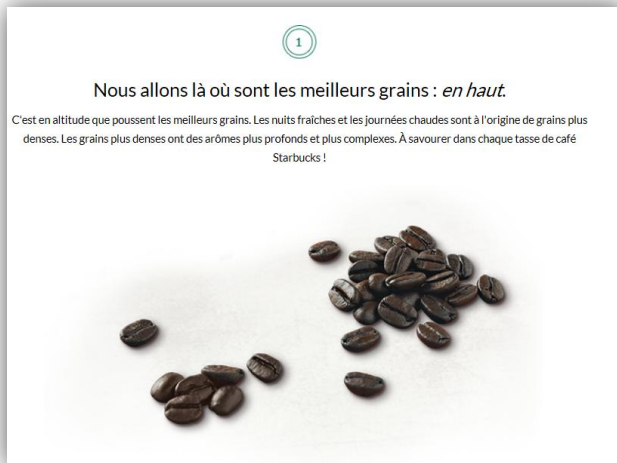 1
Nous allons là où sont les meilleurs grains : en haut.
C'est en altitude que poussent les meilleurs grains. Les nuits fraîches et les journées chaudes sont à l'origine de grains plus
denses. Les grains plus denses ont des arômes plus profonds et plus complexes. À savourer dans chaque tasse de café
Starbucks !